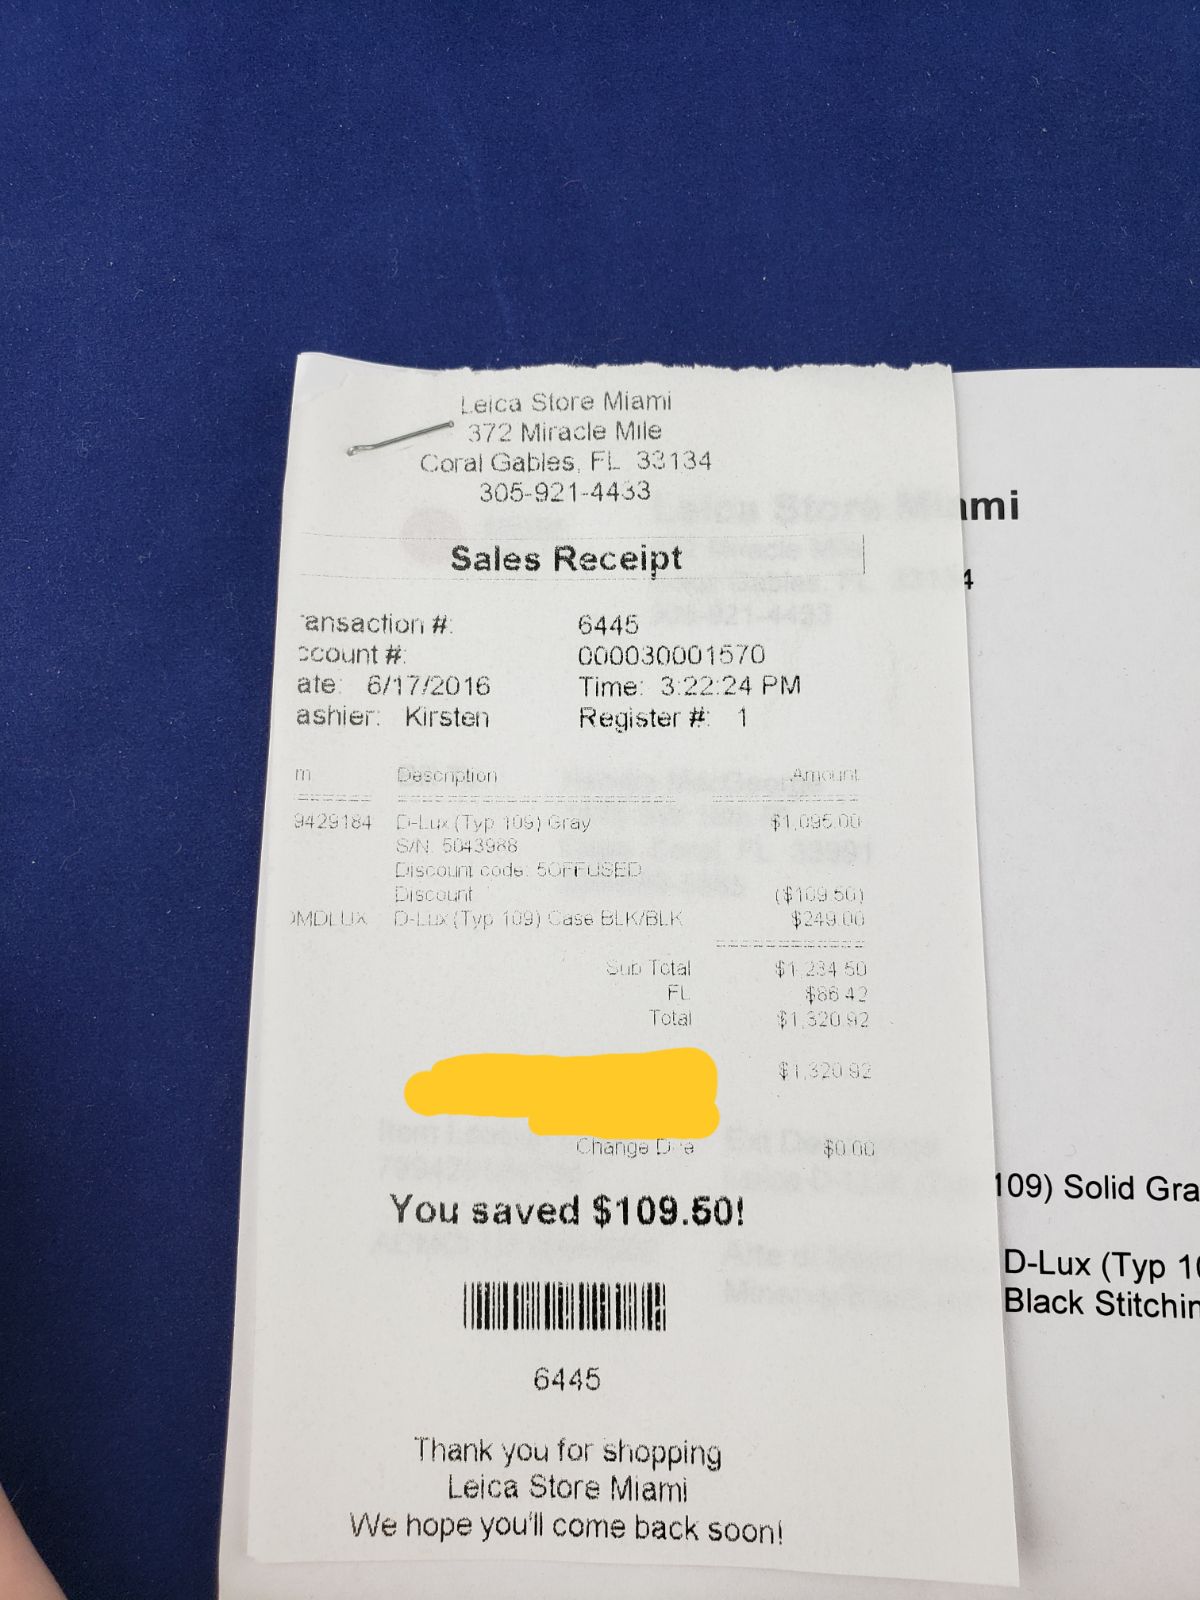 Leica Store Miami
372 Miracle Mile
Coral Gables, FL 33134
305-921-4433
ami
4
Sales Receipt
ansaction #: 6445
ccount #: 000030001570
ate: 6/17/2016 Time: 3:22:24 PM
ashier: Kirsten Register #: 1
m Description Amount
9429184 D-Lux (Typ 109) Gray $1,095.00
S/N: 5043988
Discount code: 5OFFUSED
Discount ($109.50)
OMDLUX D-Lux (Typ 109) Case BLK/BLK $249.00
Sub Total $1,234.50
FL $86.42
Total $1,320.92
$1,320.92
Change Due $0.00
109) Solid Gra
You saved $109.50!
D-Lux (Typ 10
Black Stitchin
6445
Thank you for shopping
Leica Store Miami
We hope you'll come back soon!